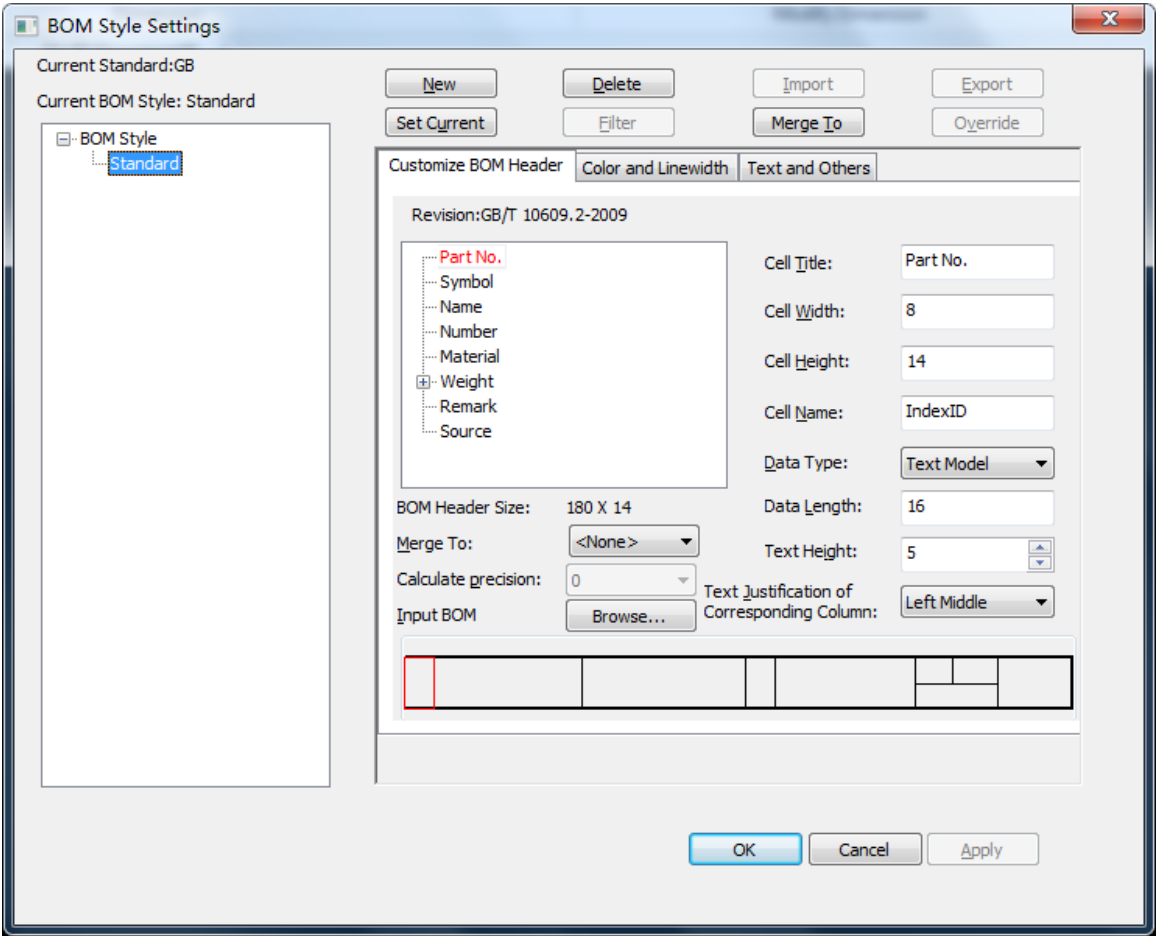 BOM Style Settings
Current Standard:GB
Current BOM Style: Standard
BOM Style
Standard
New
Delete
Import
Export
Set Current
Filter
Merge To
Override
Customize BOM Header
Color and Linewidth
Text and Others
Revision:GB/T 10609.2-2009
Part No.
Symbol
Name
Number
Material
Weight
Remark
Source
Cell Title:
Part No.
Cell Width:
8
Cell Height:
14
Cell Name:
IndexID
Data Type:
Text Model
Data Length:
16
Text Height:
5
Text Justification of
Corresponding Column:
Left Middle
BOM Header Size:
180 X 14
Merge To:
<None>
Calculate precision:
0
Input BOM
Browse...
OK
Cancel
Apply